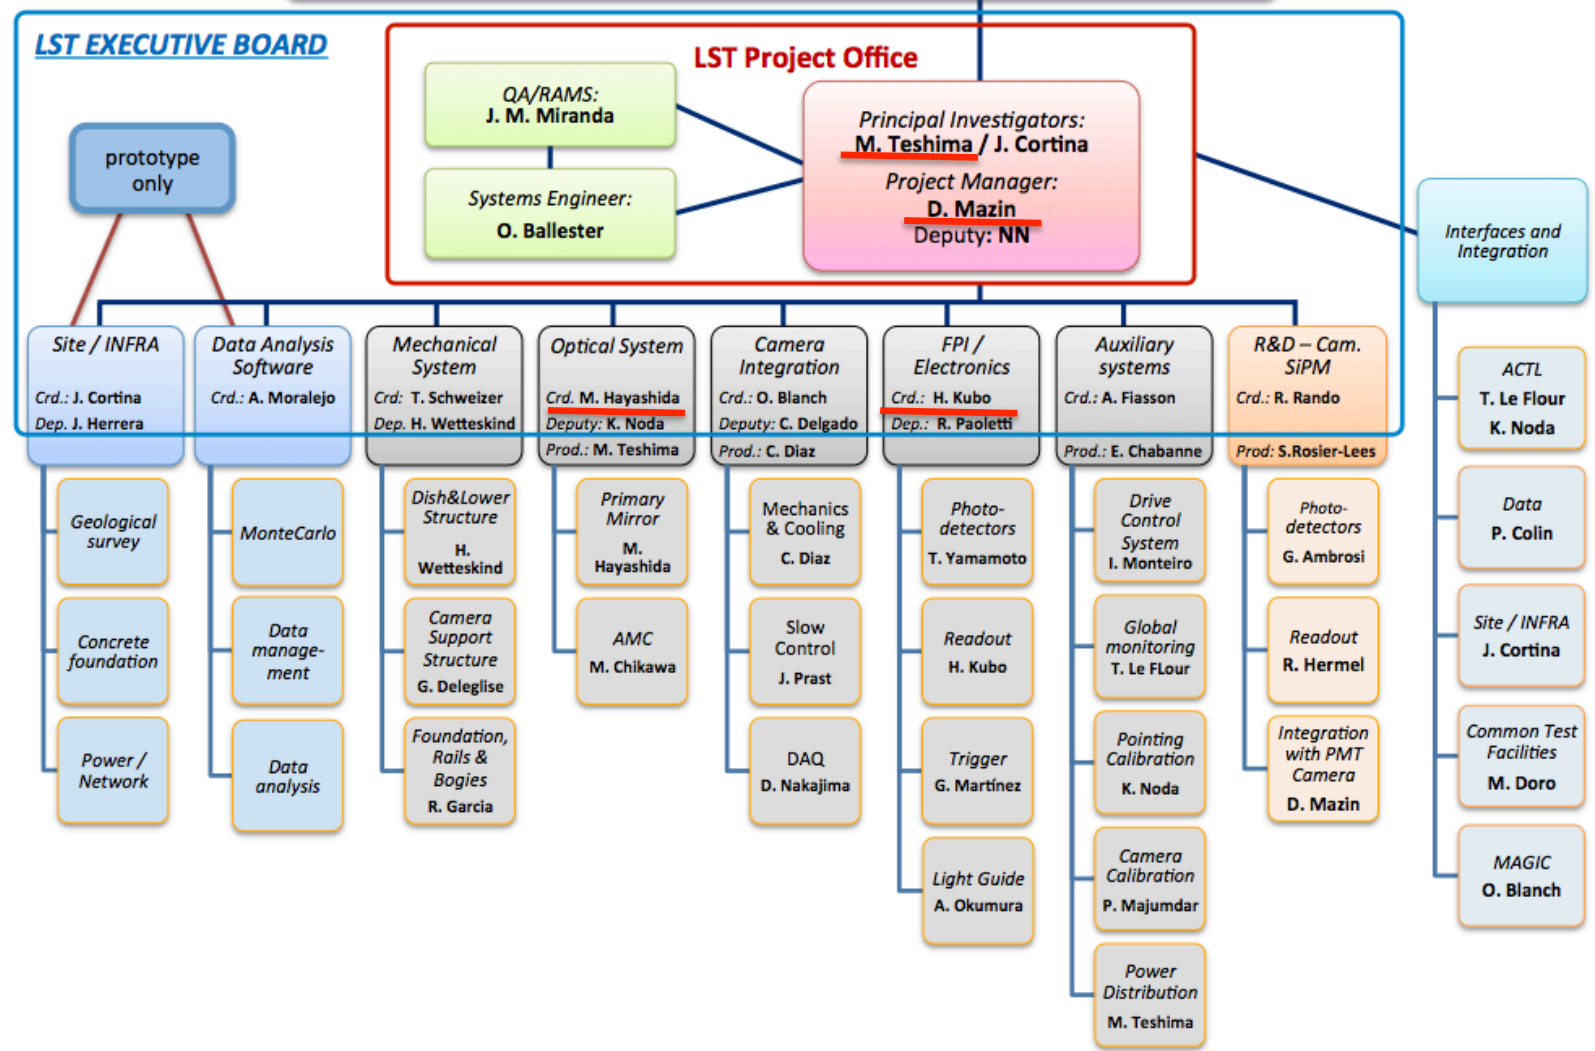 LST EXECUTIVE BOARD
LST Project Office
QA/RAMS:
J. M. Miranda
Systems Engineer:
O. Ballester
Principal Investigators:
M. Teshima / J. Cortina
Project Manager:
D. Mazin
Deputy: NN
prototype
only
Interfaces and
Integration
Site / INFRA
Crd.: J. Cortina
Dep. J. Herrera
Geological
survey
Concrete
foundation
Power /
Network
Data Analysis
Software
Crd.: A. Moralejo
MonteCarlo
Data
manage-
ment
Data
analysis
Mechanical
System
Crd: T. Schweizer
Dep. H. Wetteskind
Dish&Lower
Structure
H.
Wetteskind
Camera
Support
Structure
G. Deleglise
Foundation,
Rails &
Bogies
R. Garcia
Optical System
Crd. M. Hayashida
Deputy: K. Noda
Prod.: M. Teshima
Primary
Mirror
M.
Hayashida
AMC
M. Chikawa
Camera
Integration
Crd.: O. Blanch
Deputy: C. Delgado
Prod.: C. Diaz
Mechanics
& Cooling
C. Diaz
Slow
Control
J. Prast
DAQ
D. Nakajima
FPI /
Electronics
Crd.: H. Kubo
Dep.: R. Paoletti
Photo-
detectors
T. Yamamoto
Readout
H. Kubo
Trigger
G. Martínez
Light Guide
A. Okumura
Auxiliary
systems
Crd.: A. Fiasson
Prod.: E. Chabanne
Drive
Control
System
I. Monteiro
Global
monitoring
T. Le FLour
Pointing
Calibration
K. Noda
Camera
Calibration
P. Majumdar
Power
Distribution
M. Teshima
R&D – Cam.
SiPM
Crd.: R. Rando
Prod: S.Rosier-Lees
Photo-
detectors
G. Ambrosi
Readout
R. Hermel
Integration
with PMT
Camera
D. Mazin
ACTL
T. Le Flour
K. Noda
Data
P. Colin
Site / INFRA
J. Cortina
Common Test
Facilities
M. Doro
MAGIC
O. Blanch